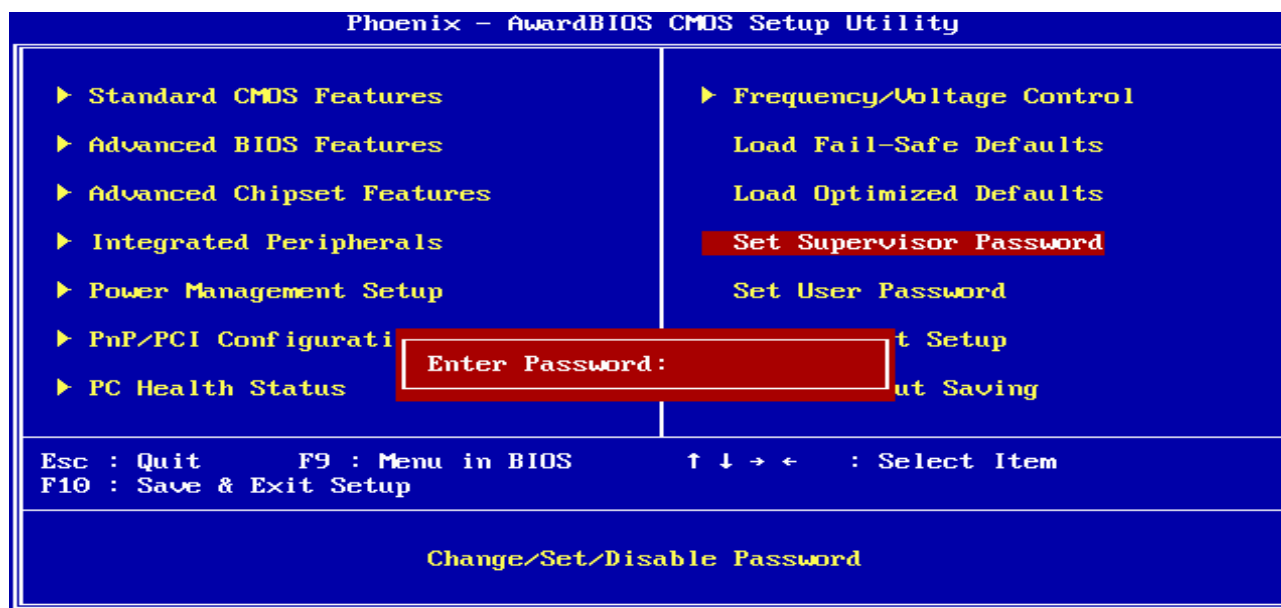 Phoenix – AwardBIOS CMOS Setup Utility
Standard CMOS Features
Advanced BIOS Features
Advanced Chipset Features
Integrated Peripherals
Power Management Setup
PnP/PCI Configurati
PC Health Status
Frequency/Voltage Control
Load Fail-Safe Defaults
Load Optimized Defaults
Set Supervisor Password
Set User Password
t Setup
ut Saving
Enter Password:
Esc : Quit F9 : Menu in BIOS ↑ ↓ → ← : Select Item
F10 : Save & Exit Setup
Change/Set/Disable Password